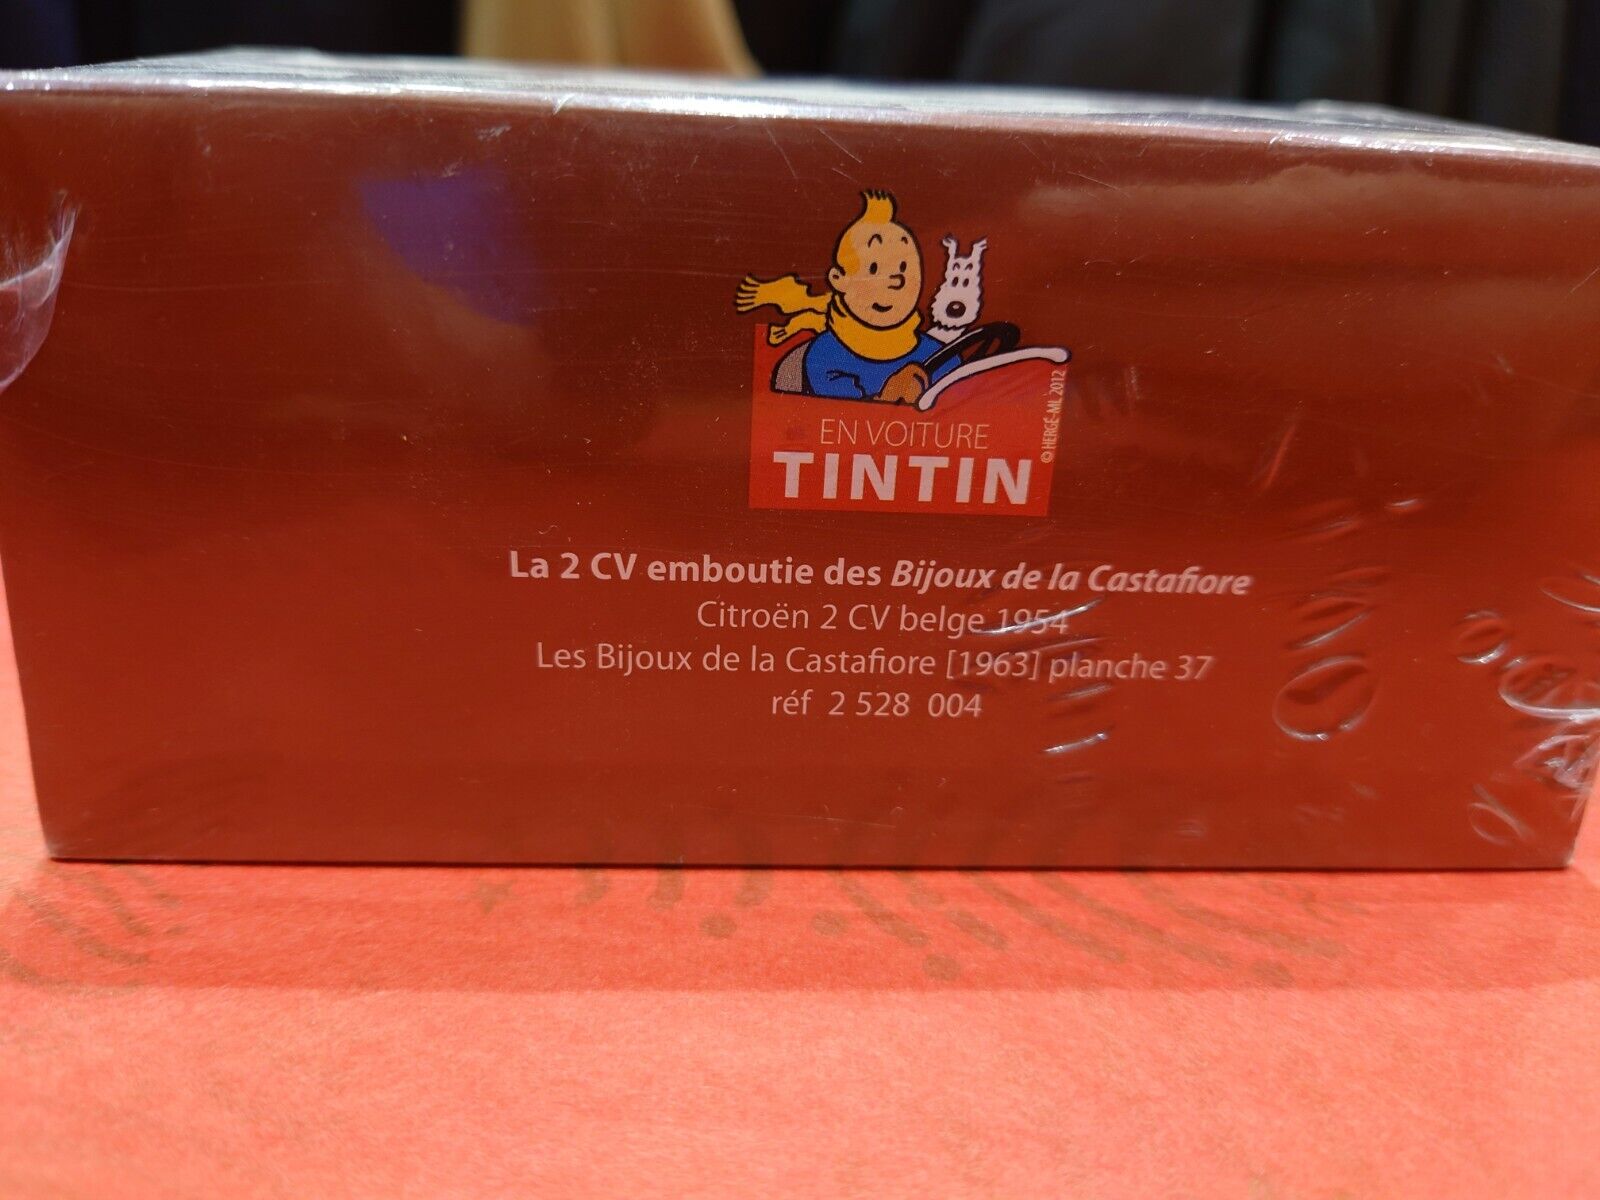 EN VOITURE
TINTIN
© HERGÉ-ML 2012
La 2 CV emboutie des Bijoux de la Castafiore
Citroën 2 CV belge 1954
Les Bijoux de la Castafiore [1963] planche 37
réf 2 528 004